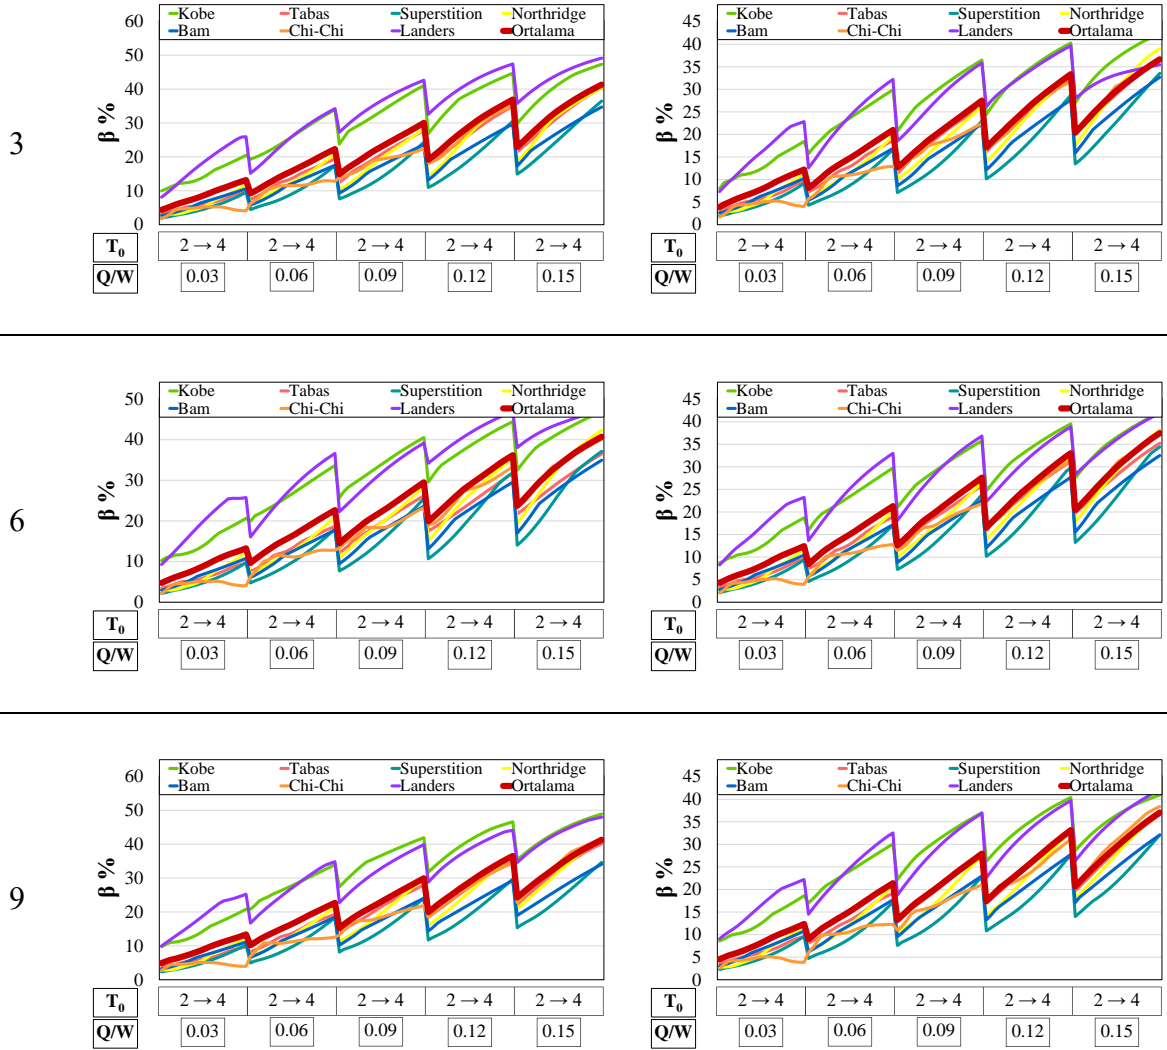 3
β %
60
50
40
30
20
10
0
Kobe Tabas Superstition Northridge
Bam Chi-Chi Landers Ortalama
T₀ 2 → 4 2 → 4 2 → 4 2 → 4 2 → 4
Q/W 0.03 0.06 0.09 0.12 0.15
β %
45
40
35
30
25
20
15
10
5
0
Kobe Tabas Superstition Northridge
Bam Chi-Chi Landers Ortalama
T₀ 2 → 4 2 → 4 2 → 4 2 → 4 2 → 4
Q/W 0.03 0.06 0.09 0.12 0.15
6
β %
50
40
30
20
10
0
Kobe Tabas Superstition Northridge
Bam Chi-Chi Landers Ortalama
T₀ 2 → 4 2 → 4 2 → 4 2 → 4 2 → 4
Q/W 0.03 0.06 0.09 0.12 0.15
β %
45
40
35
30
25
20
15
10
5
0
Kobe Tabas Superstition Northridge
Bam Chi-Chi Landers Ortalama
T₀ 2 → 4 2 → 4 2 → 4 2 → 4 2 → 4
Q/W 0.03 0.06 0.09 0.12 0.15
9
β %
60
50
40
30
20
10
0
Kobe Tabas Superstition Northridge
Bam Chi-Chi Landers Ortalama
T₀ 2 → 4 2 → 4 2 → 4 2 → 4 2 → 4
Q/W 0.03 0.06 0.09 0.12 0.15
β %
45
40
35
30
25
20
15
10
5
0
Kobe Tabas Superstition Northridge
Bam Chi-Chi Landers Ortalama
T₀ 2 → 4 2 → 4 2 → 4 2 → 4 2 → 4
Q/W 0.03 0.06 0.09 0.12 0.15